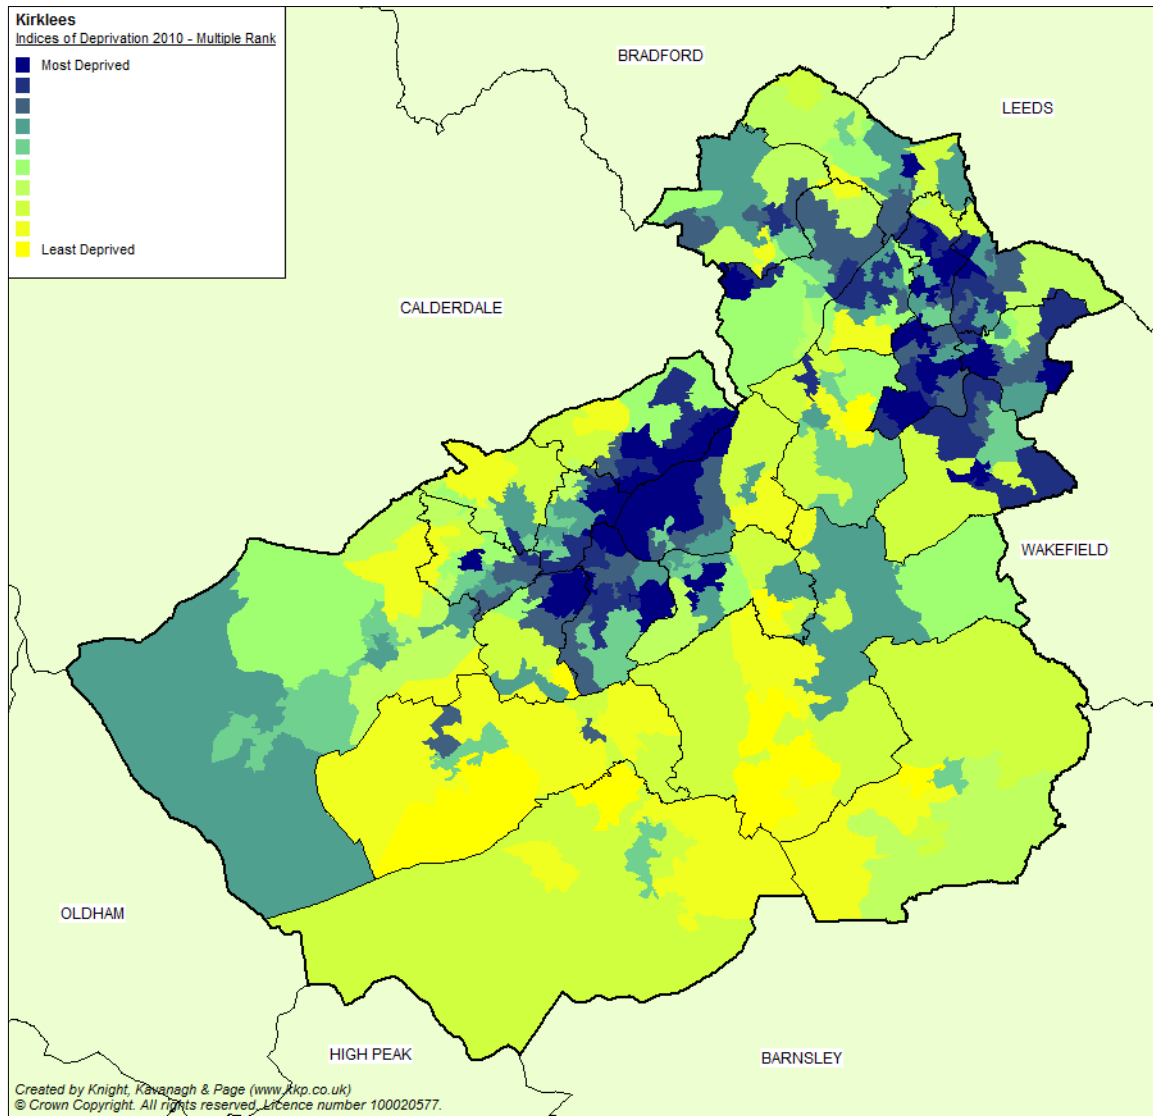 Kirklees
Indices of Deprivation 2010 - Multiple Rank
Most Deprived
Least Deprived
BRADFORD
LEEDS
CALDERDALE
WAKEFIELD
OLDHAM
HIGH PEAK
BARNSLEY
Created by Knight, Kavanagh & Page (www.kkp.co.uk)
© Crown Copyright. All rights reserved. Licence number 100020577.